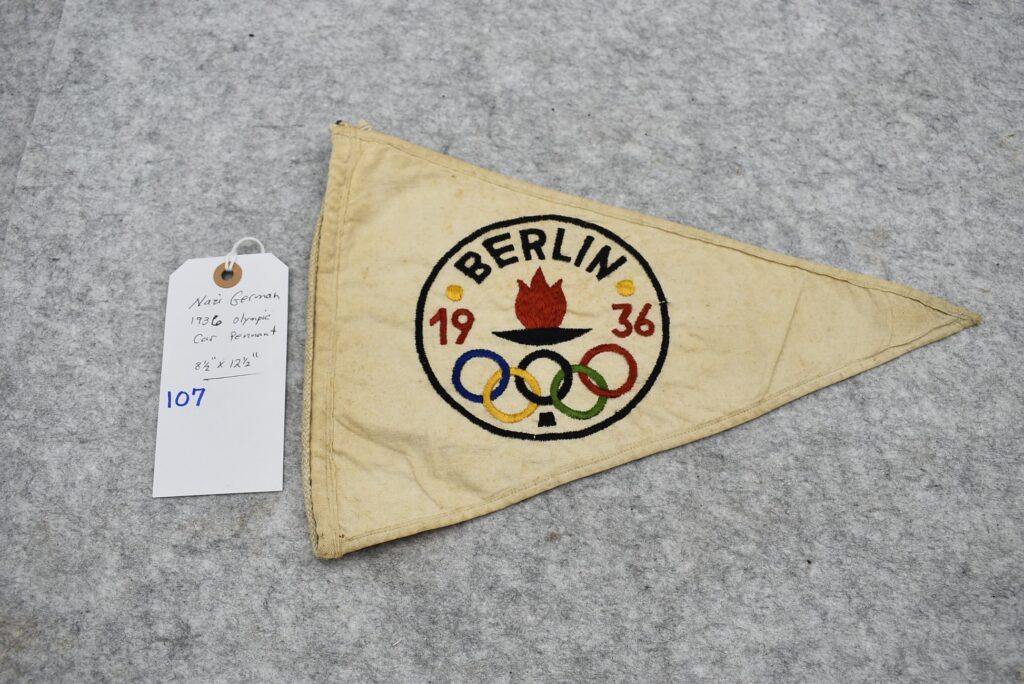 Nazi German
1936 Olympic
Car Pennant
8½" x 12½"
107
BERLIN
19 36